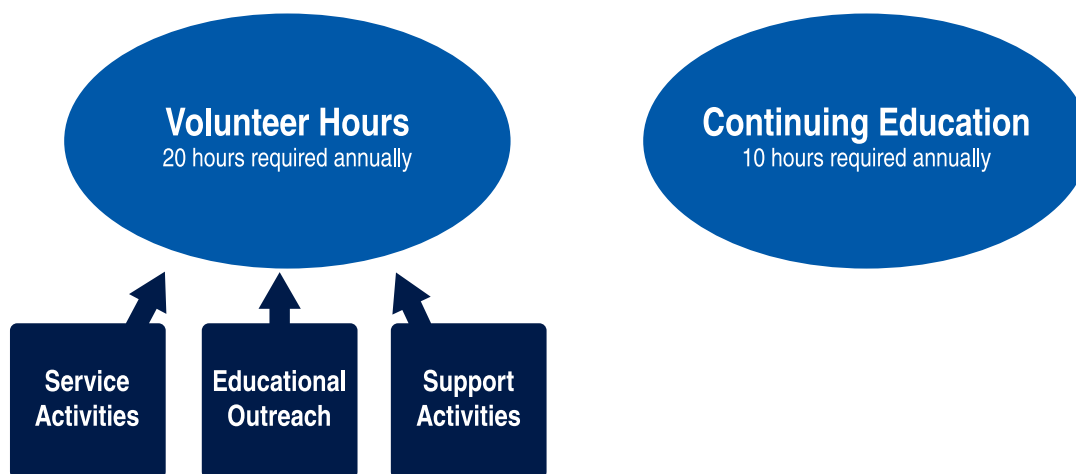 Volunteer Hours
20 hours required annually
Continuing Education
10 hours required annually
Service
Activities
Educational
Outreach
Support
Activities